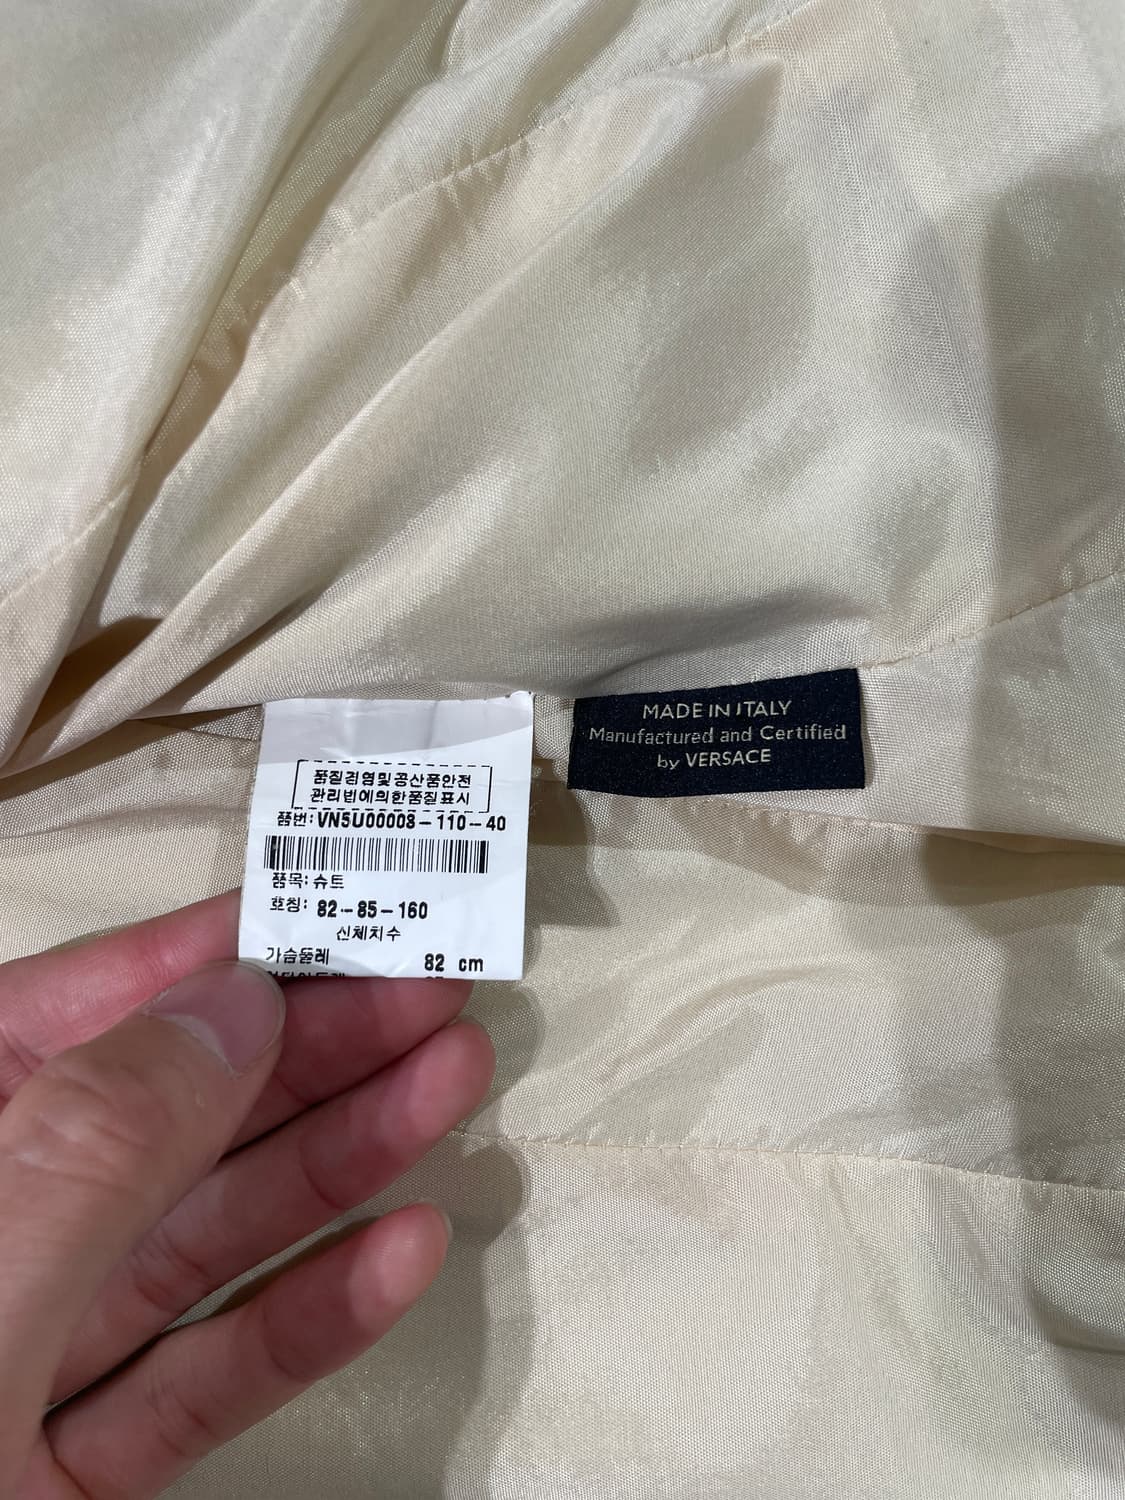 품질경영및공산품안전
관리법에의한품질표시
품번:VN5U00008-110-40
품목:슈트
호칭: 82-85-160
신체치수
가슴둘레 82 cm
MADE IN ITALY
Manufactured and Certified
by VERSACE